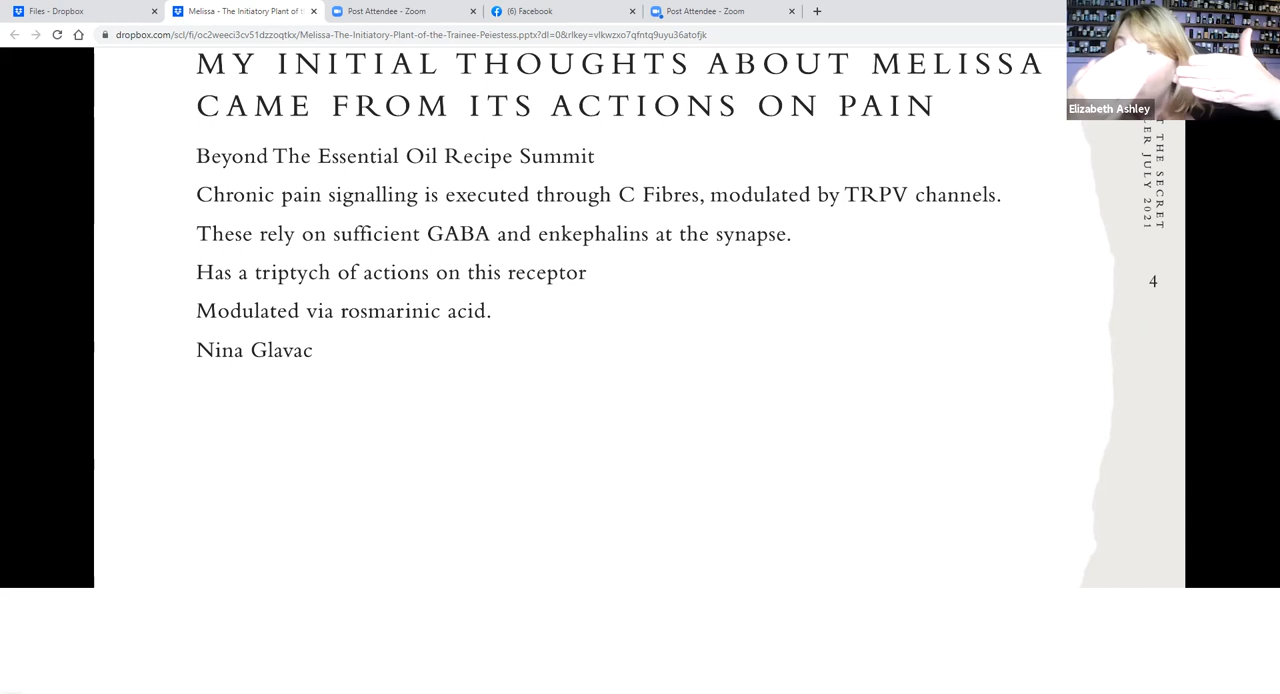 Files - Dropbox
Melissa - The Initiatory Plant of t
Post Attendee - Zoom
(6) Facebook
Post Attendee - Zoom
dropbox.com/scl/fi/oc2weeci3cv51dzzoqtkx/Melissa-The-Initiatory-Plant-of-the-Trainee-Peiestess.pptx?dl=0&rlkey=vlkwzxo7qfntq9uyu36atofjk
Elizabeth Ashley
MY INITIAL THOUGHTS ABOUT MELISSA
CAME FROM ITS ACTIONS ON PAIN
Beyond The Essential Oil Recipe Summit
Chronic pain signalling is executed through C Fibres, modulated by TRPV channels.
These rely on sufficient GABA and enkephalins at the synapse.
Has a triptych of actions on this receptor
Modulated via rosmarinic acid.
Nina Glavac
T THE SECRET
LER JULY 2021
4